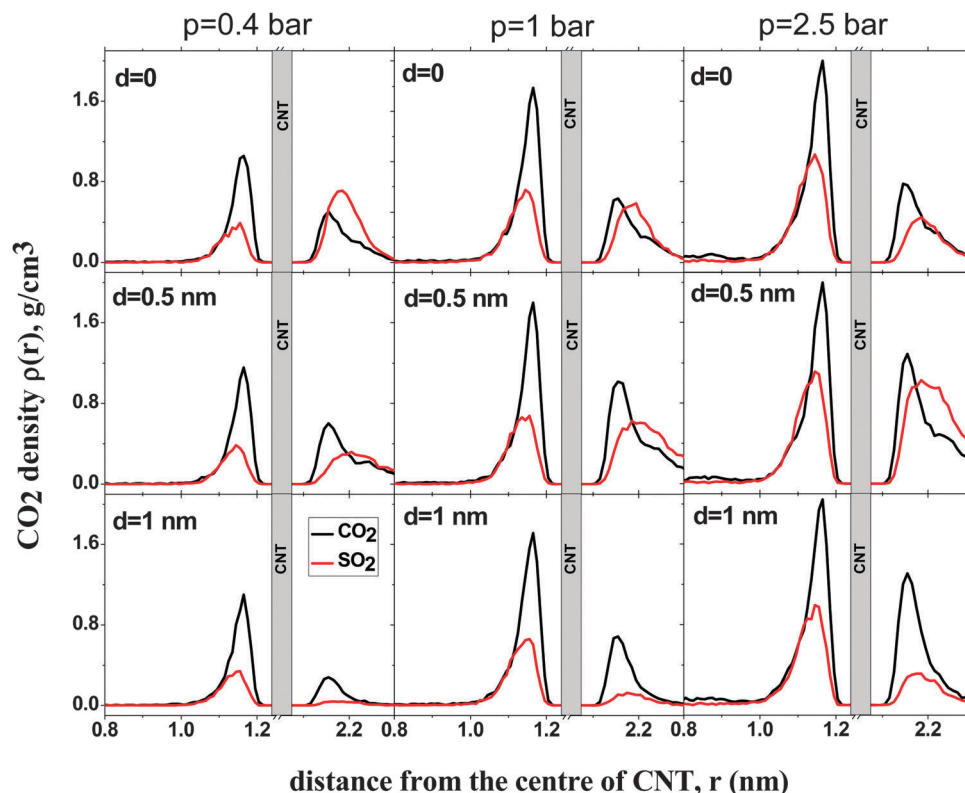 p=0.4 bar p=1 bar p=2.5 bar
d=0 d=0 d=0
1.6
0.8
0.0
CNT CNT CNT
d=0.5 nm d=0.5 nm d=0.5 nm
1.6
0.8
0.0
CNT CNT CNT
d=1 nm d=1 nm d=1 nm
CO2
SO2
1.6
0.8
0.0
CNT CNT CNT
0.8 1.0 1.2 2.2 0.8 1.0 1.2 2.2 0.8 1.0 1.2 2.2
CO2 density ρ(r), g/cm3
distance from the centre of CNT, r (nm)